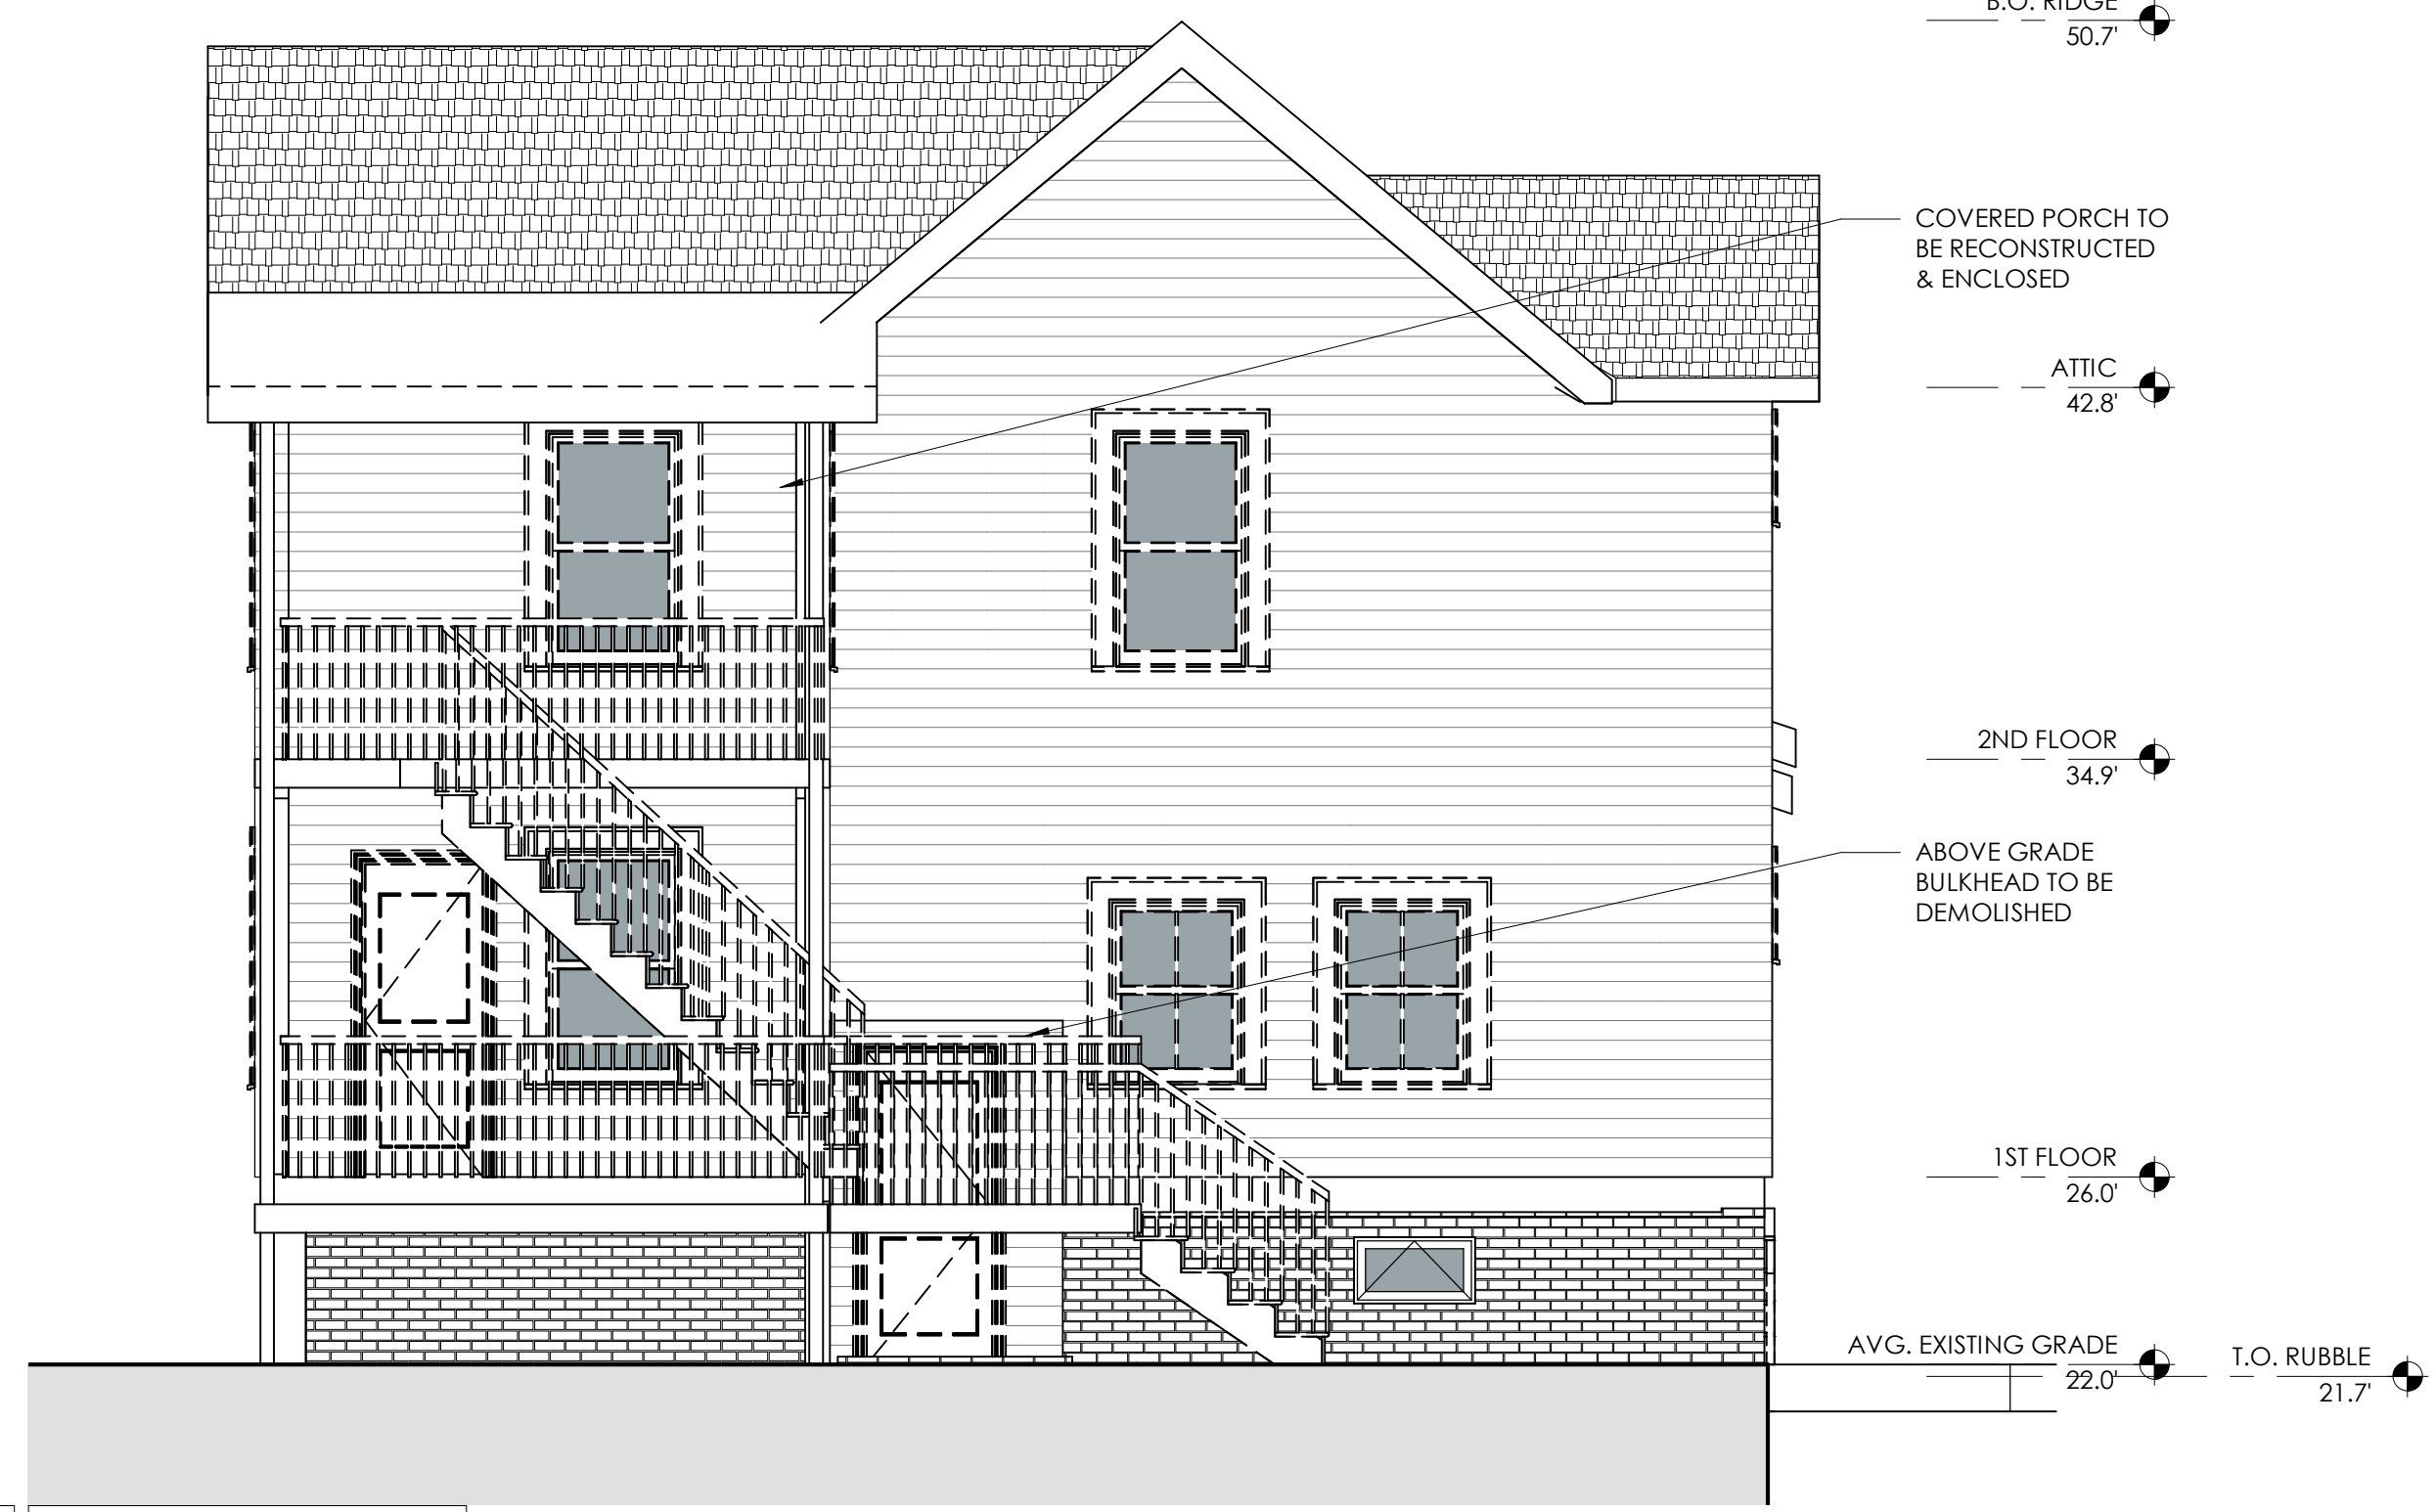 B.O. RIDGE
50.7'
COVERED PORCH TO
BE RECONSTRUCTED
& ENCLOSED
ATTIC
42.8'
2ND FLOOR
34.9'
ABOVE GRADE
BULKHEAD TO BE
DEMOLISHED
1ST FLOOR
26.0'
AVG. EXISTING GRADE
22.0'
T.O. RUBBLE
21.7'